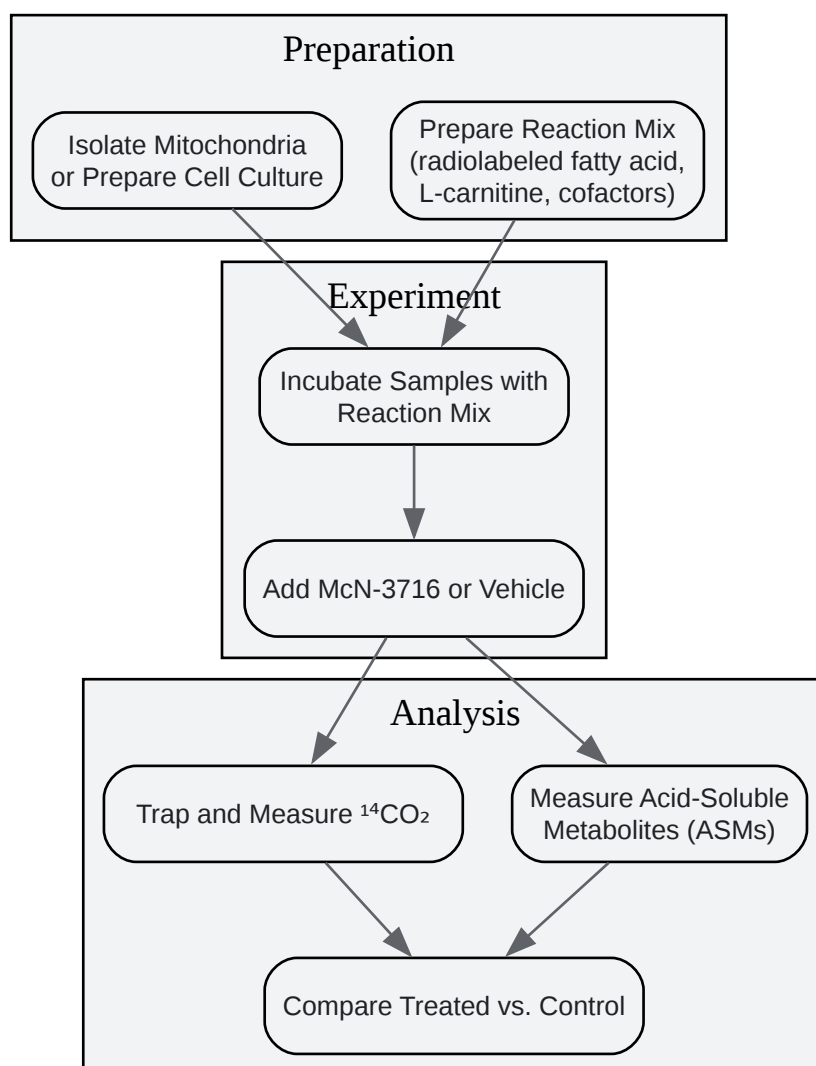 Preparation
Isolate Mitochondria
or Prepare Cell Culture
Prepare Reaction Mix
(radiolabeled fatty acid,
L-carnitine, cofactors)
Experiment
Incubate Samples with
Reaction Mix
Add McN-3716 or Vehicle
Analysis
Trap and Measure ¹⁴CO₂
Measure Acid-Soluble
Metabolites (ASMs)
Compare Treated vs. Control